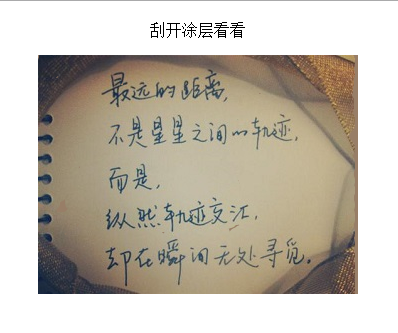 刮开涂层看看
最远的距离,
不是星星之间的轨迹,
而是,
纵然轨迹交汇,
却在瞬间无处寻觅。